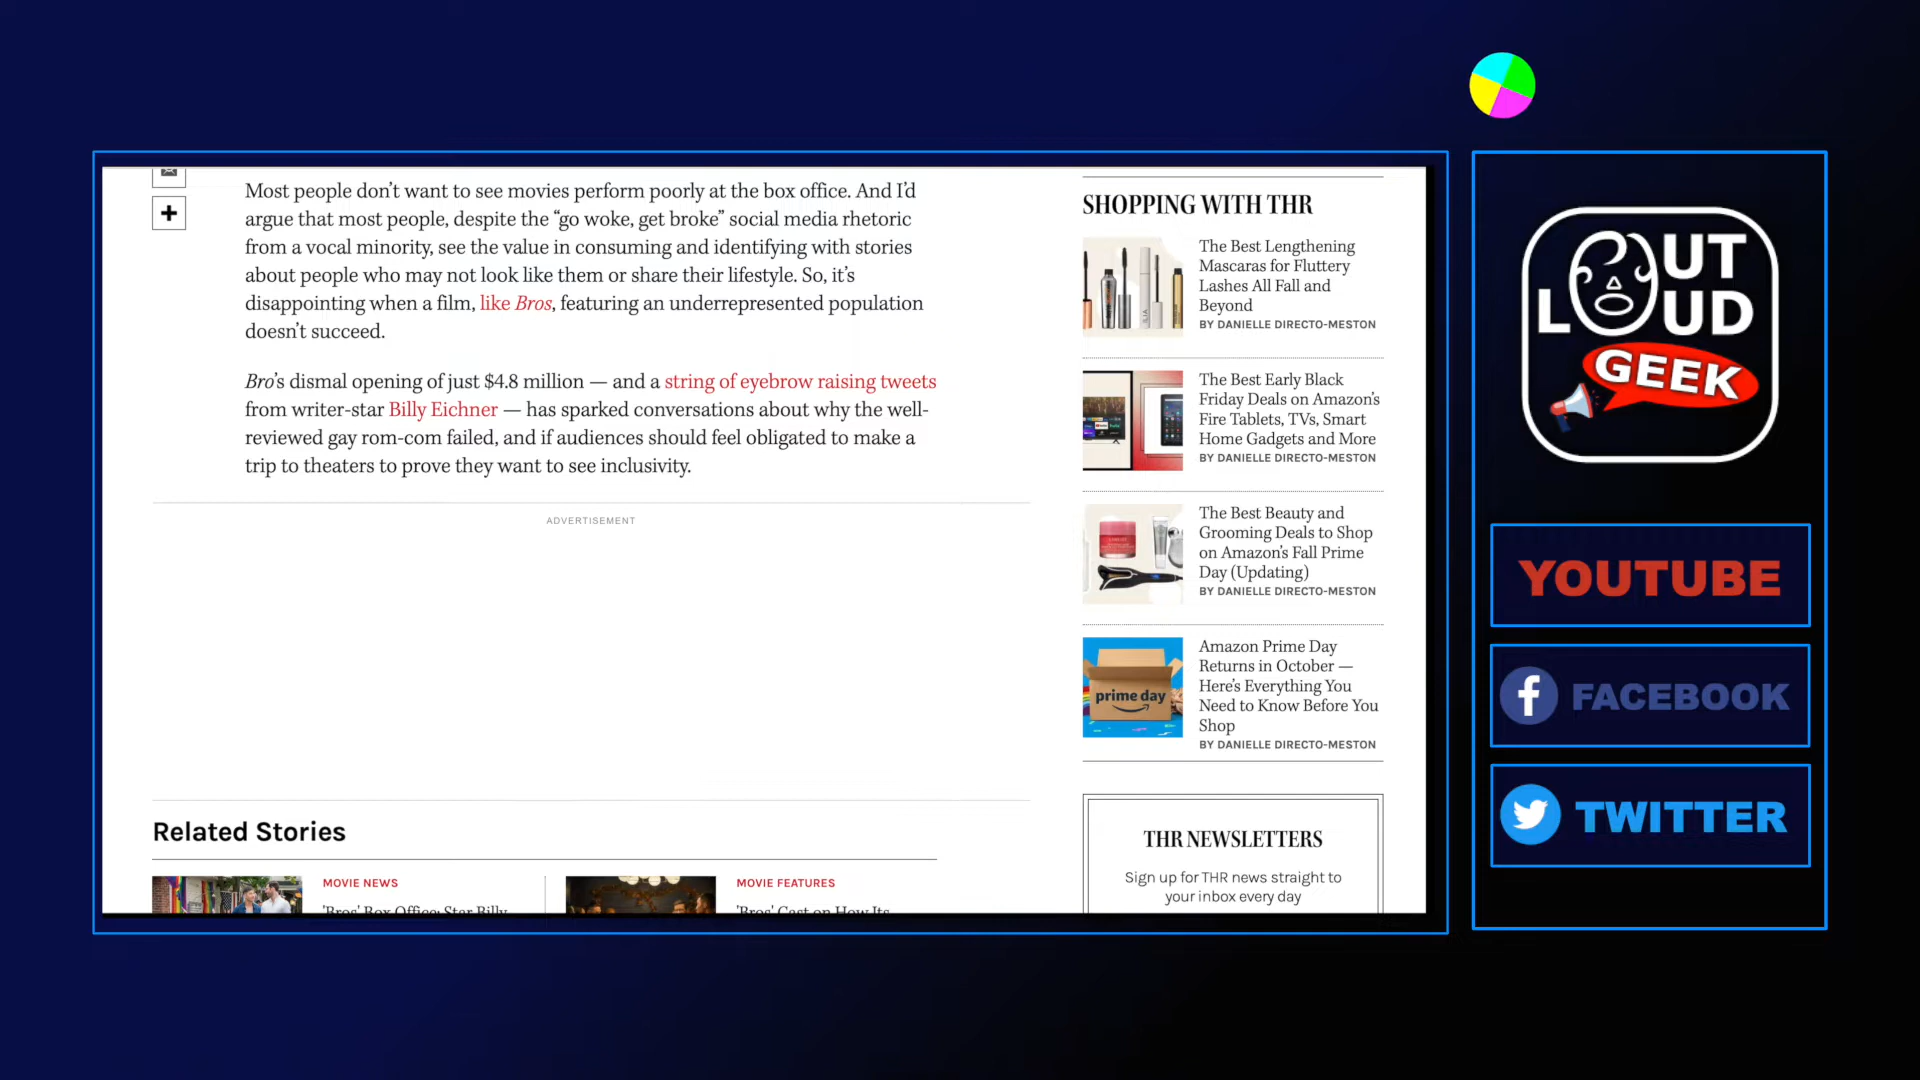 Most people don't want to see movies perform poorly at the box office. And I'd
argue that most people, despite the “go woke, get broke” social media rhetoric
from a vocal minority, see the value in consuming and identifying with stories
about people who may not look like them or share their lifestyle. So, it's
disappointing when a film, like Bros, featuring an underrepresented population
doesn't succeed.
Bro's dismal opening of just $4.8 million — and a string of eyebrow raising tweets
from writer-star Billy Eichner — has sparked conversations about why the well-
reviewed gay rom-com failed, and if audiences should feel obligated to make a
trip to theaters to prove they want to see inclusivity.
ADVERTISEMENT
Related Stories
MOVIE NEWS
'Bros' Box Office: Star Billy
MOVIE FEATURES
'Bros' Cast on How Its
SHOPPING WITH THR
The Best Lengthening
Mascaras for Fluttery
Lashes All Fall and
Beyond
BY DANIELLE DIRECTO-MESTON
The Best Early Black
Friday Deals on Amazon's
Fire Tablets, TVs, Smart
Home Gadgets and More
BY DANIELLE DIRECTO-MESTON
The Best Beauty and
Grooming Deals to Shop
on Amazon's Fall Prime
Day (Updating)
BY DANIELLE DIRECTO-MESTON
prime day
Amazon Prime Day
Returns in October —
Here's Everything You
Need to Know Before You
Shop
BY DANIELLE DIRECTO-MESTON
THR NEWSLETTERS
Sign up for THR news straight to
your inbox every day
OUT
LOUD
GEEK
YOUTUBE
FACEBOOK
TWITTER